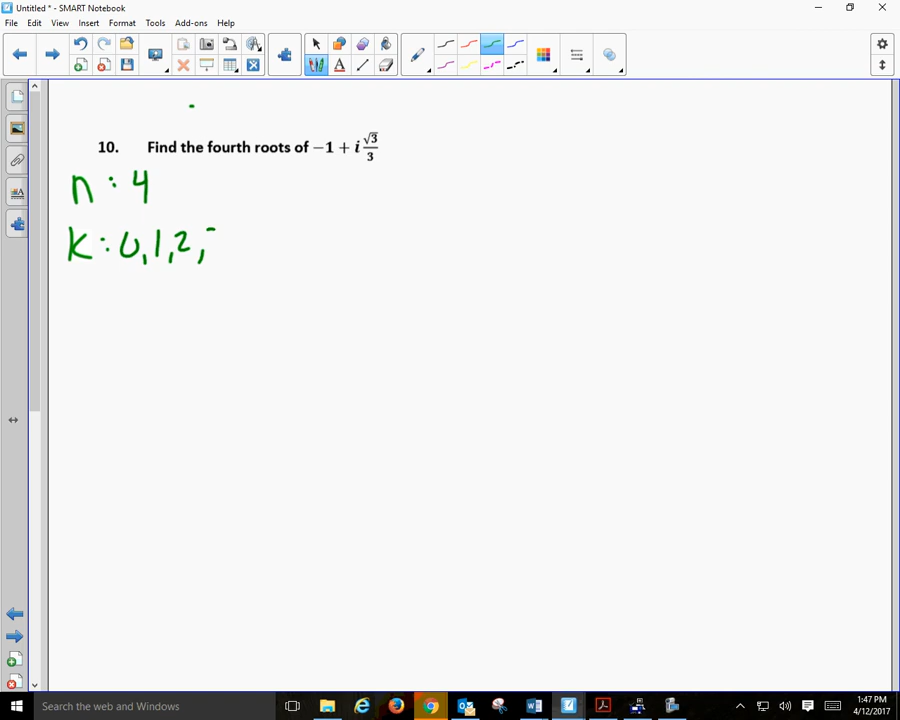 Untitled * - SMART Notebook
File Edit View Insert Format Tools Add-ons Help
10. Find the fourth roots of −1 + i √3/3
n : 4
k : 0, 1, 2,
Search the web and Windows
1:47 PM
4/12/2017